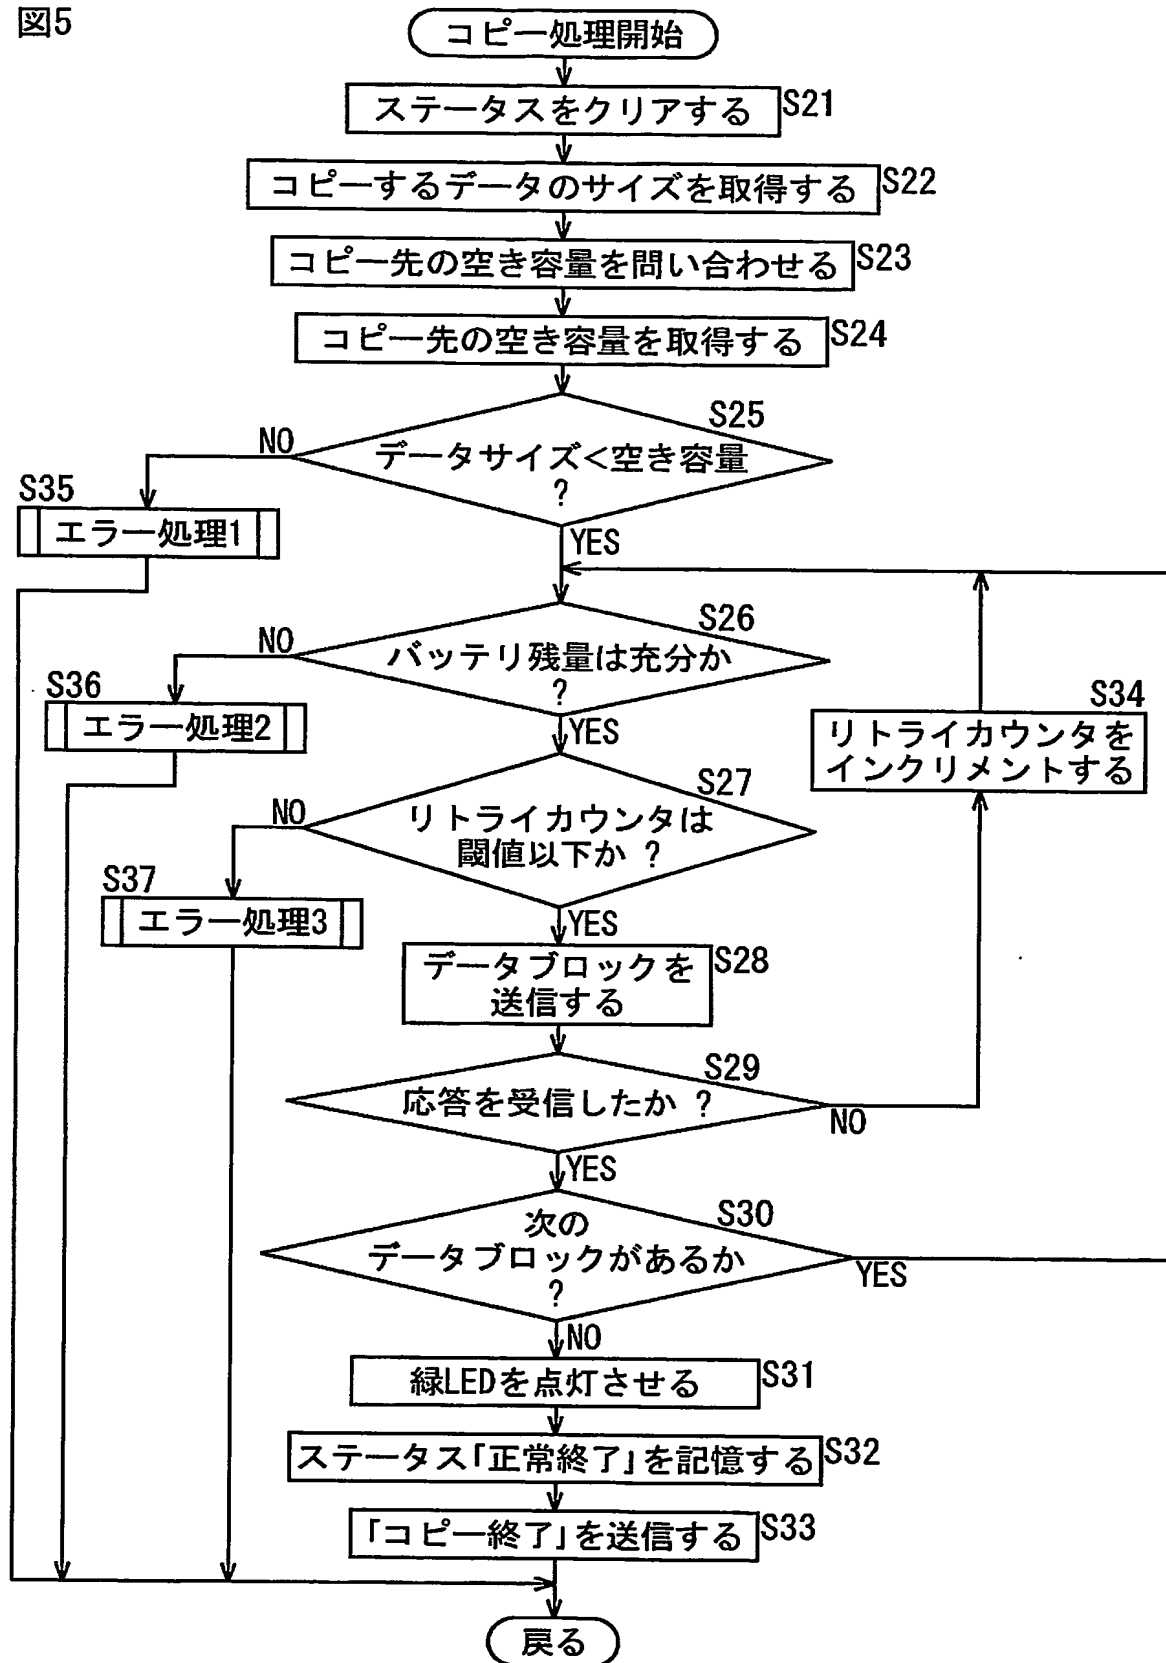 図5
コピー処理開始
ステータスをクリアする
S21
コピーするデータのサイズを取得する
S22
コピー先の空き容量を問い合わせる
S23
コピー先の空き容量を取得する
S24
S25
データサイズ<空き容量
?
NO
YES
S35
エラー処理1
S26
バッテリ残量は充分か
?
NO
YES
S36
エラー処理2
S34
リトライカウンタを
インクリメントする
S27
リトライカウンタは
閾値以下か ?
NO
YES
S37
エラー処理3
データブロックを
送信する
S28
S29
応答を受信したか ?
NO
YES
S30
次の
データブロックがあるか
?
YES
NO
緑LEDを点灯させる
S31
ステータス「正常終了」を記憶する
S32
「コピー終了」を送信する
S33
戻る